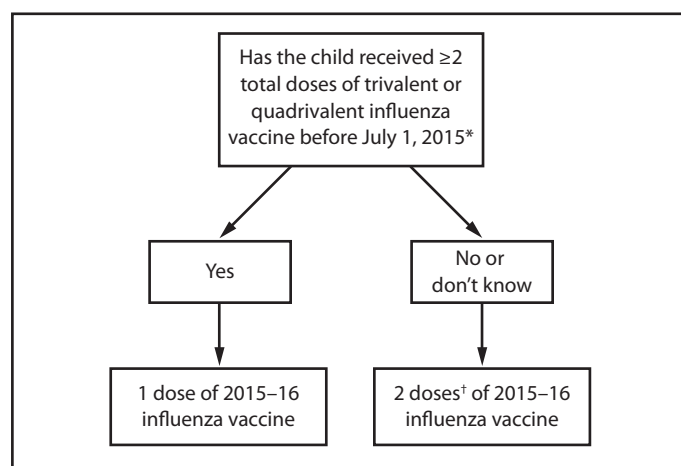 Has the child received ≥2
total doses of trivalent or
quadrivalent influenza
vaccine before July 1, 2015*
Yes
No or
don’t know
1 dose of 2015–16
influenza vaccine
2 doses† of 2015–16
influenza vaccine